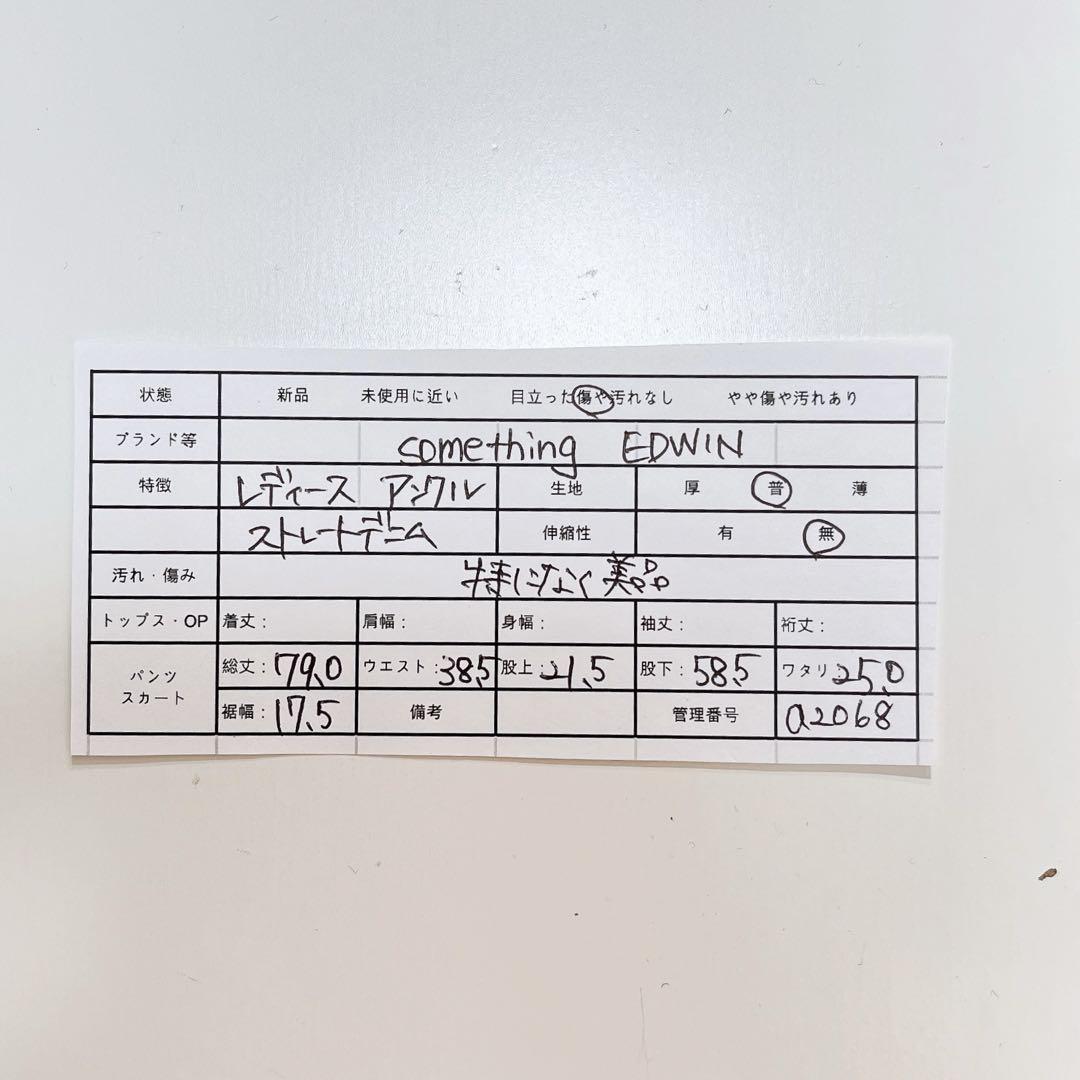 状態 新品 未使用に近い 目立った傷や汚れなし やや傷や汚れあり
ブランド等 something EDWIN
特徴 レディース アンクル 生地 厚 普 薄
ストレートデニム 伸縮性 有 無
汚れ・傷み 特になく美品
トップス・OP 着丈: 肩幅: 身幅: 袖丈: 裄丈:
パンツ スカート 総丈:79.0 ウエスト:38.5 股上:21.5 股下:58.5 ワタリ:25.0
裾幅:17.5 備考 管理番号 a2068